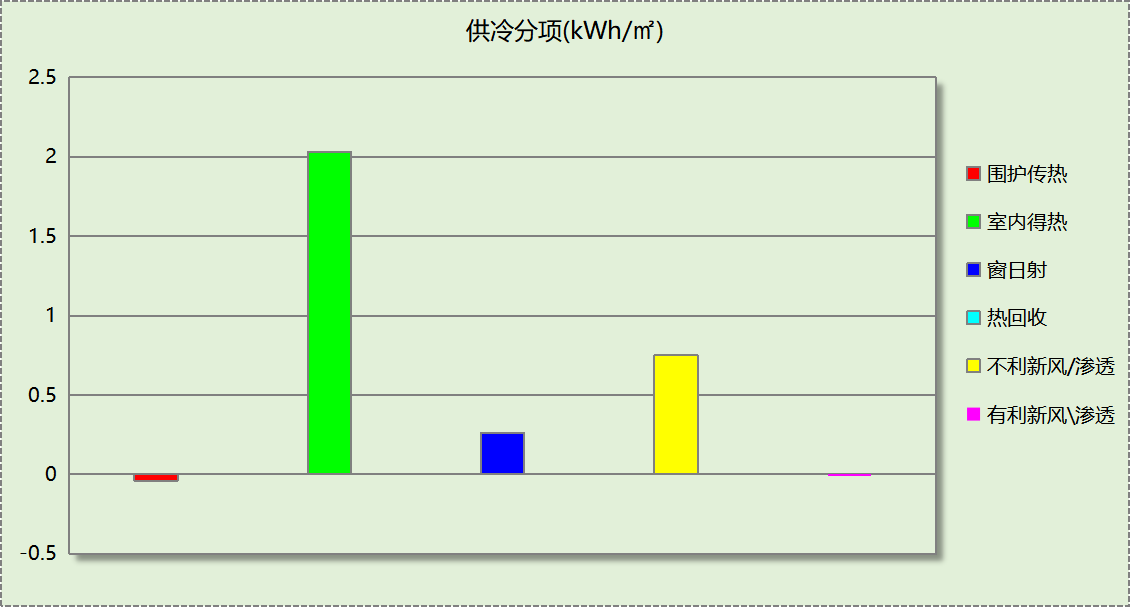 供冷分项(kWh/㎡)
2.5
2
1.5
1
0.5
0
-0.5
围护传热
室内得热
窗日射
热回收
不利新风/渗透
有利新风\渗透